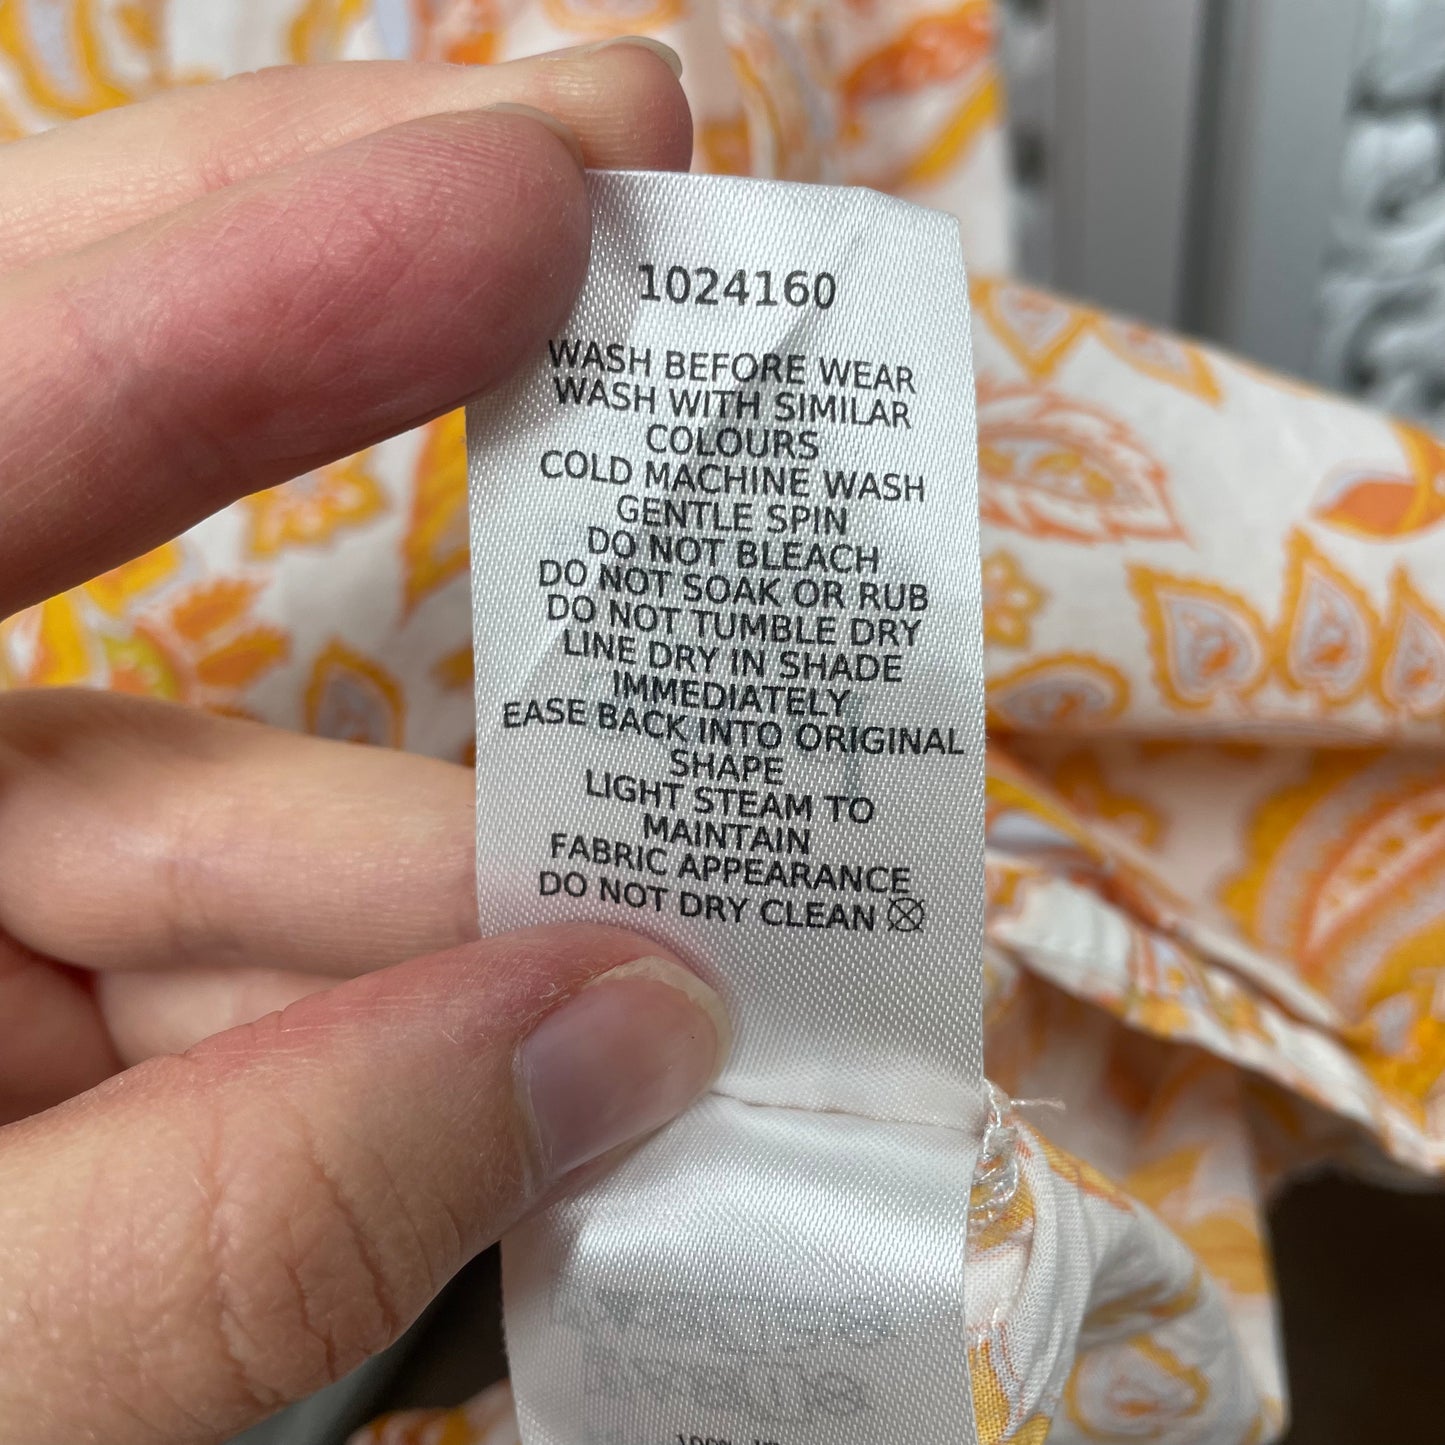 1024160
WASH BEFORE WEAR
WASH WITH SIMILAR
COLOURS
COLD MACHINE WASH
GENTLE SPIN
DO NOT BLEACH
DO NOT SOAK OR RUB
DO NOT TUMBLE DRY
LINE DRY IN SHADE
IMMEDIATELY
EASE BACK INTO ORIGINAL
SHAPE
LIGHT STEAM TO
MAINTAIN
FABRIC APPEARANCE
DO NOT DRY CLEAN